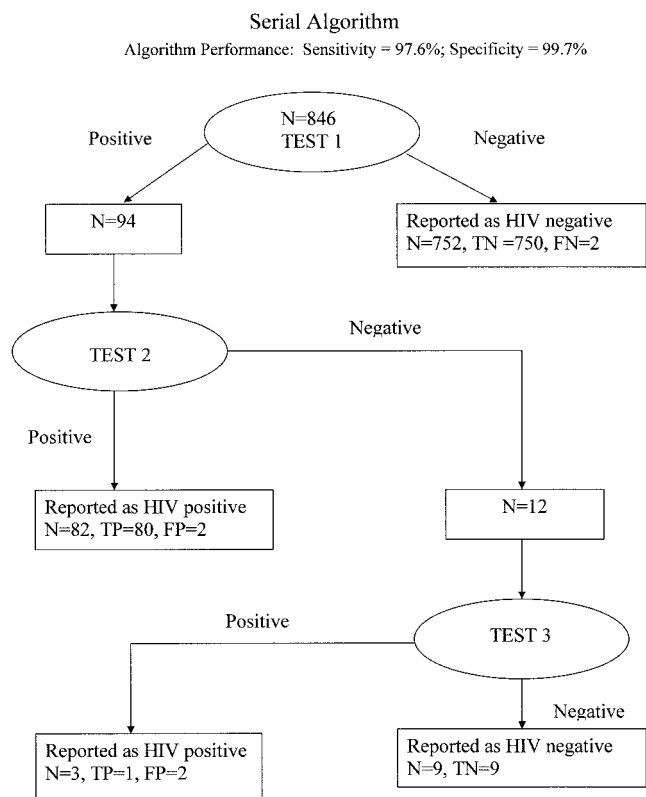 Serial Algorithm
Algorithm Performance: Sensitivity = 97.6%; Specificity = 99.7%
N=846
TEST 1
Positive
Negative
N=94
Reported as HIV negative
N=752, TN =750, FN=2
TEST 2
Negative
Positive
Reported as HIV positive
N=82, TP=80, FP=2
N=12
Positive
TEST 3
Negative
Reported as HIV positive
N=3, TP=1, FP=2
Reported as HIV negative
N=9, TN=9